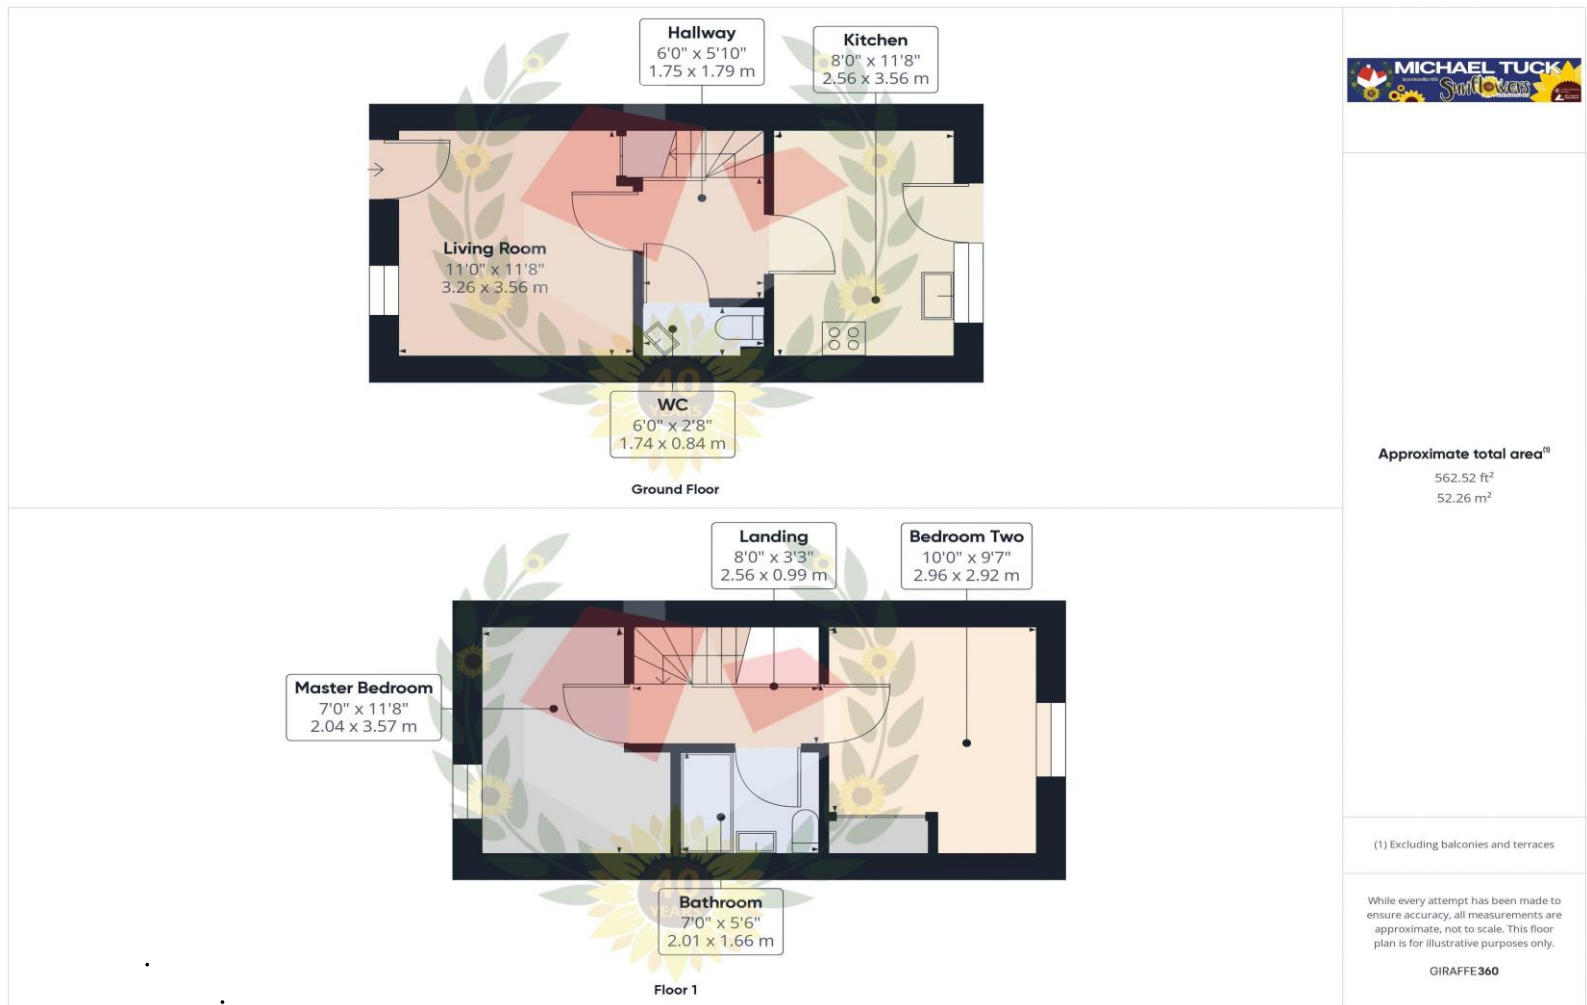 Hallway
6'0" x 5'10"
1.75 x 1.79 m
Kitchen
8'0" x 11'8"
2.56 x 3.56 m
Living Room
11'0" x 11'8"
3.26 x 3.56 m
40
YEARS
WC
6'0" x 2'8"
1.74 x 0.84 m
Ground Floor
Landing
8'0" x 3'3"
2.56 x 0.99 m
Bedroom Two
10'0" x 9'7"
2.96 x 2.92 m
Master Bedroom
7'0" x 11'8"
2.04 x 3.57 m
40
YEARS
Bathroom
7'0" x 5'6"
2.01 x 1.66 m
Floor 1
MICHAEL TUCK
Sunflowers
Approximate total area⁽¹⁾
562.52 ft²
52.26 m²
(1) Excluding balconies and terraces
While every attempt has been made to
ensure accuracy, all measurements are
approximate, not to scale. This floor
plan is for illustrative purposes only.
GIRAFFE360